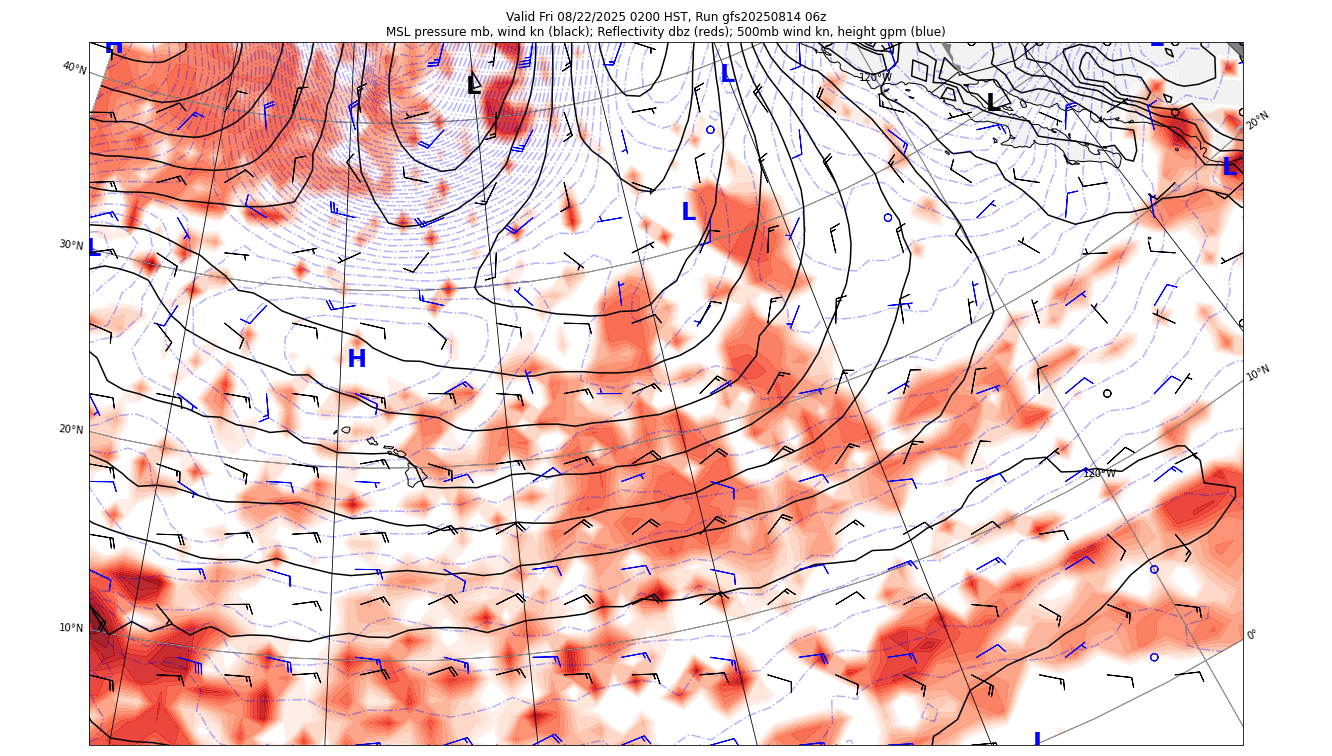 Valid Fri 08/22/2025 0200 HST, Run gfs20250814 06z
MSL pressure mb, wind kn (black); Reflectivity dbz (reds); 500mb wind kn, height gpm (blue)
H
L
L
L
40°N
120°W
L
20°N
L
L
30°N
L
H
10°N
20°N
120°W
10°N
0°
L